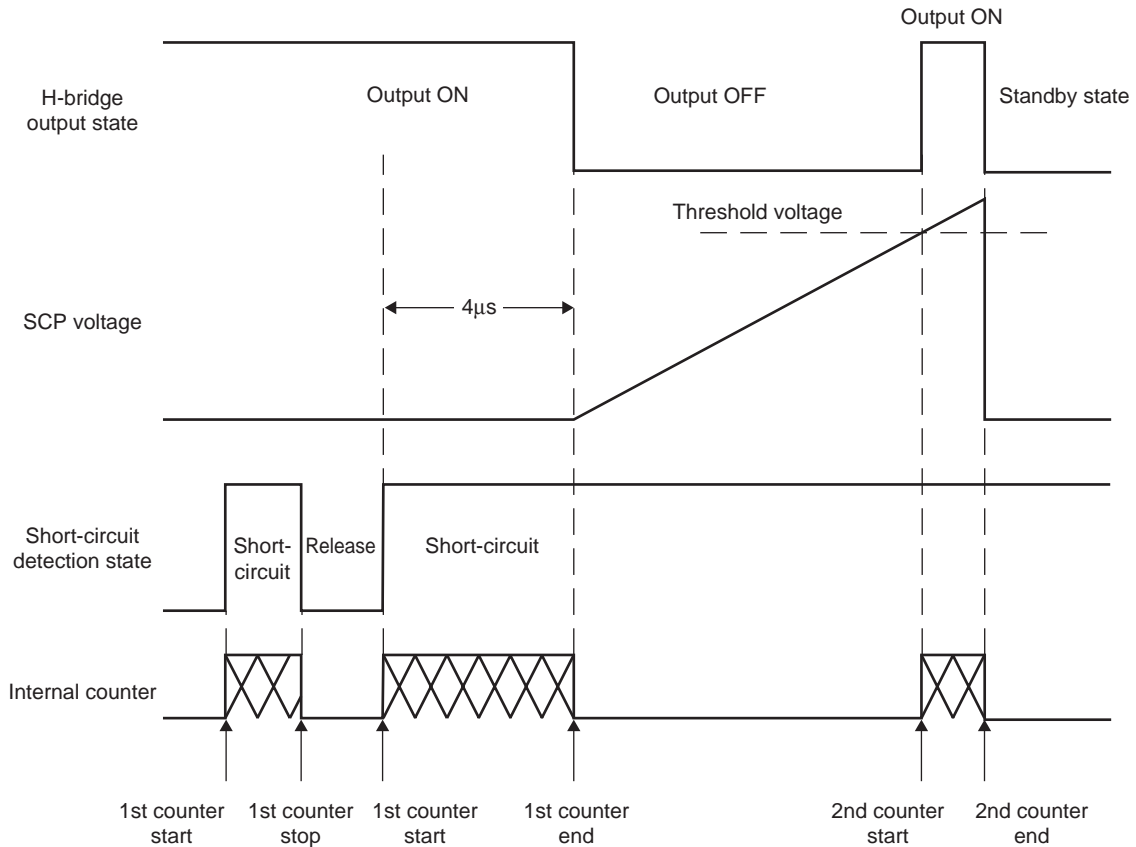 Output ON
H-bridge
output state
Output ON
Output OFF
Standby state
Threshold voltage
4μs
SCP voltage
Short-circuit
detection state
Short-
circuit
Release
Short-circuit
Internal counter
1st counter
start
1st counter
stop
1st counter
start
1st counter
end
2nd counter
start
2nd counter
end